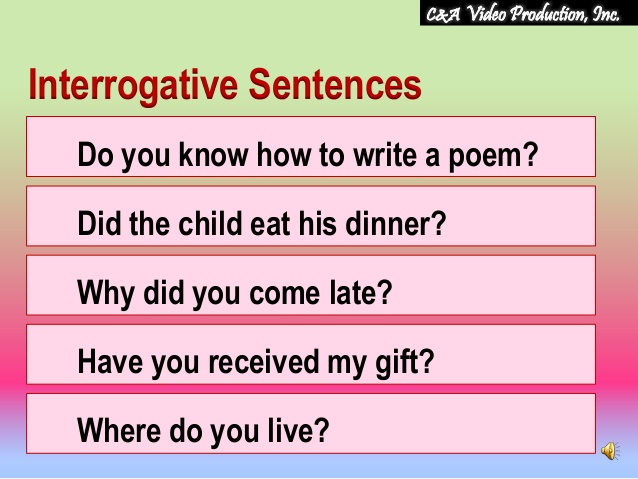 C&A Video Production, Inc.
Interrogative Sentences
Do you know how to write a poem?
Did the child eat his dinner?
Why did you come late?
Have you received my gift?
Where do you live?